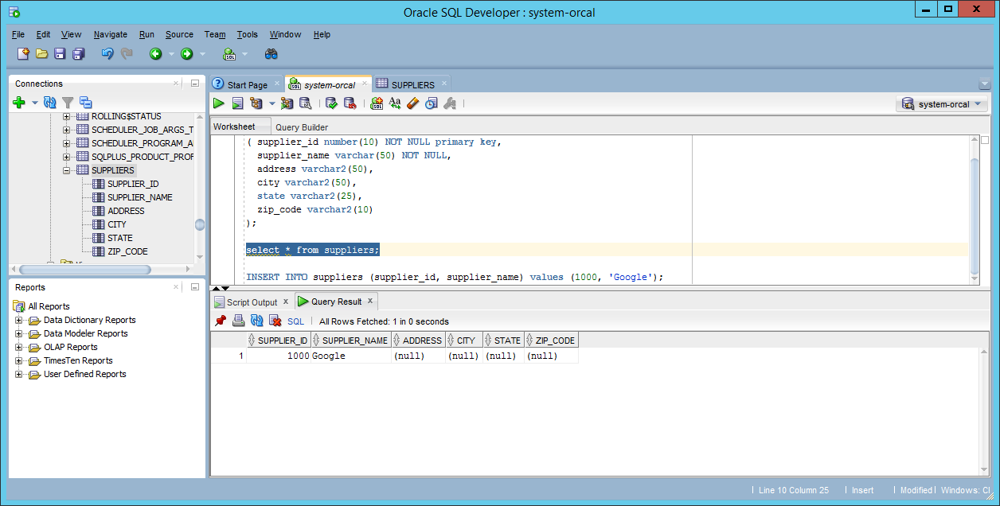 Oracle SQL Developer : system-orcal
File Edit View Navigate Run Source Team Tools Window Help
Connections
ROLLING$STATUS
SCHEDULER_JOB_ARGS_T
SCHEDULER_PROGRAM_A
SQLPLUS_PRODUCT_PROF
SUPPLIERS
SUPPLIER_ID
SUPPLIER_NAME
ADDRESS
CITY
STATE
ZIP_CODE
Reports
All Reports
Data Dictionary Reports
Data Modeler Reports
OLAP Reports
TimesTen Reports
User Defined Reports
Start Page system-orcal SUPPLIERS
system-orcal
Worksheet Query Builder
( supplier_id number(10) NOT NULL primary key,
supplier_name varchar(50) NOT NULL,
address varchar2(50),
city varchar2(50),
state varchar2(25),
zip_code varchar2(10)
);
select * from suppliers;
INSERT INTO suppliers (supplier_id, supplier_name) values (1000, 'Google');
Script Output x Query Result x
SQL All Rows Fetched: 1 in 0 seconds
SUPPLIER_ID SUPPLIER_NAME ADDRESS CITY STATE ZIP_CODE
1 1000 Google (null) (null) (null) (null)
Line 10 Column 25 Insert Modified Windows: Cl